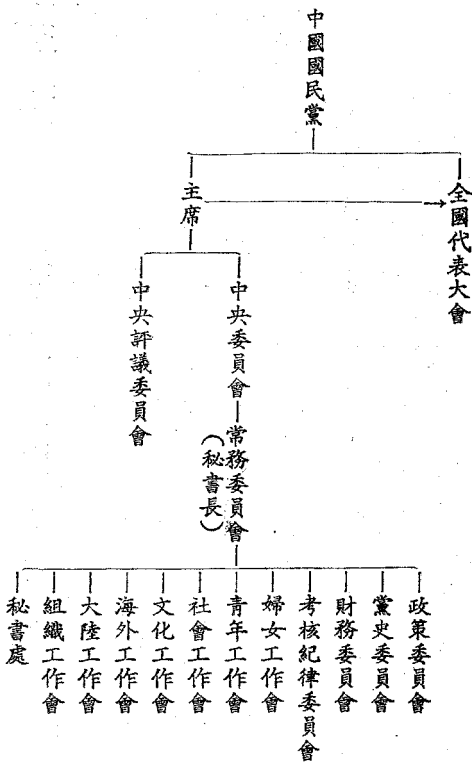 中國國民黨
全國代表大會
主席
中央委員會
常務委員會
(秘書長)
中央評議委員會
政策委員會
黨史委員會
財務委員會
考核紀律委員會
婦女工作會
青年工作會
社會工作會
文化工作會
海外工作會
大陸工作會
組織工作會
秘書處